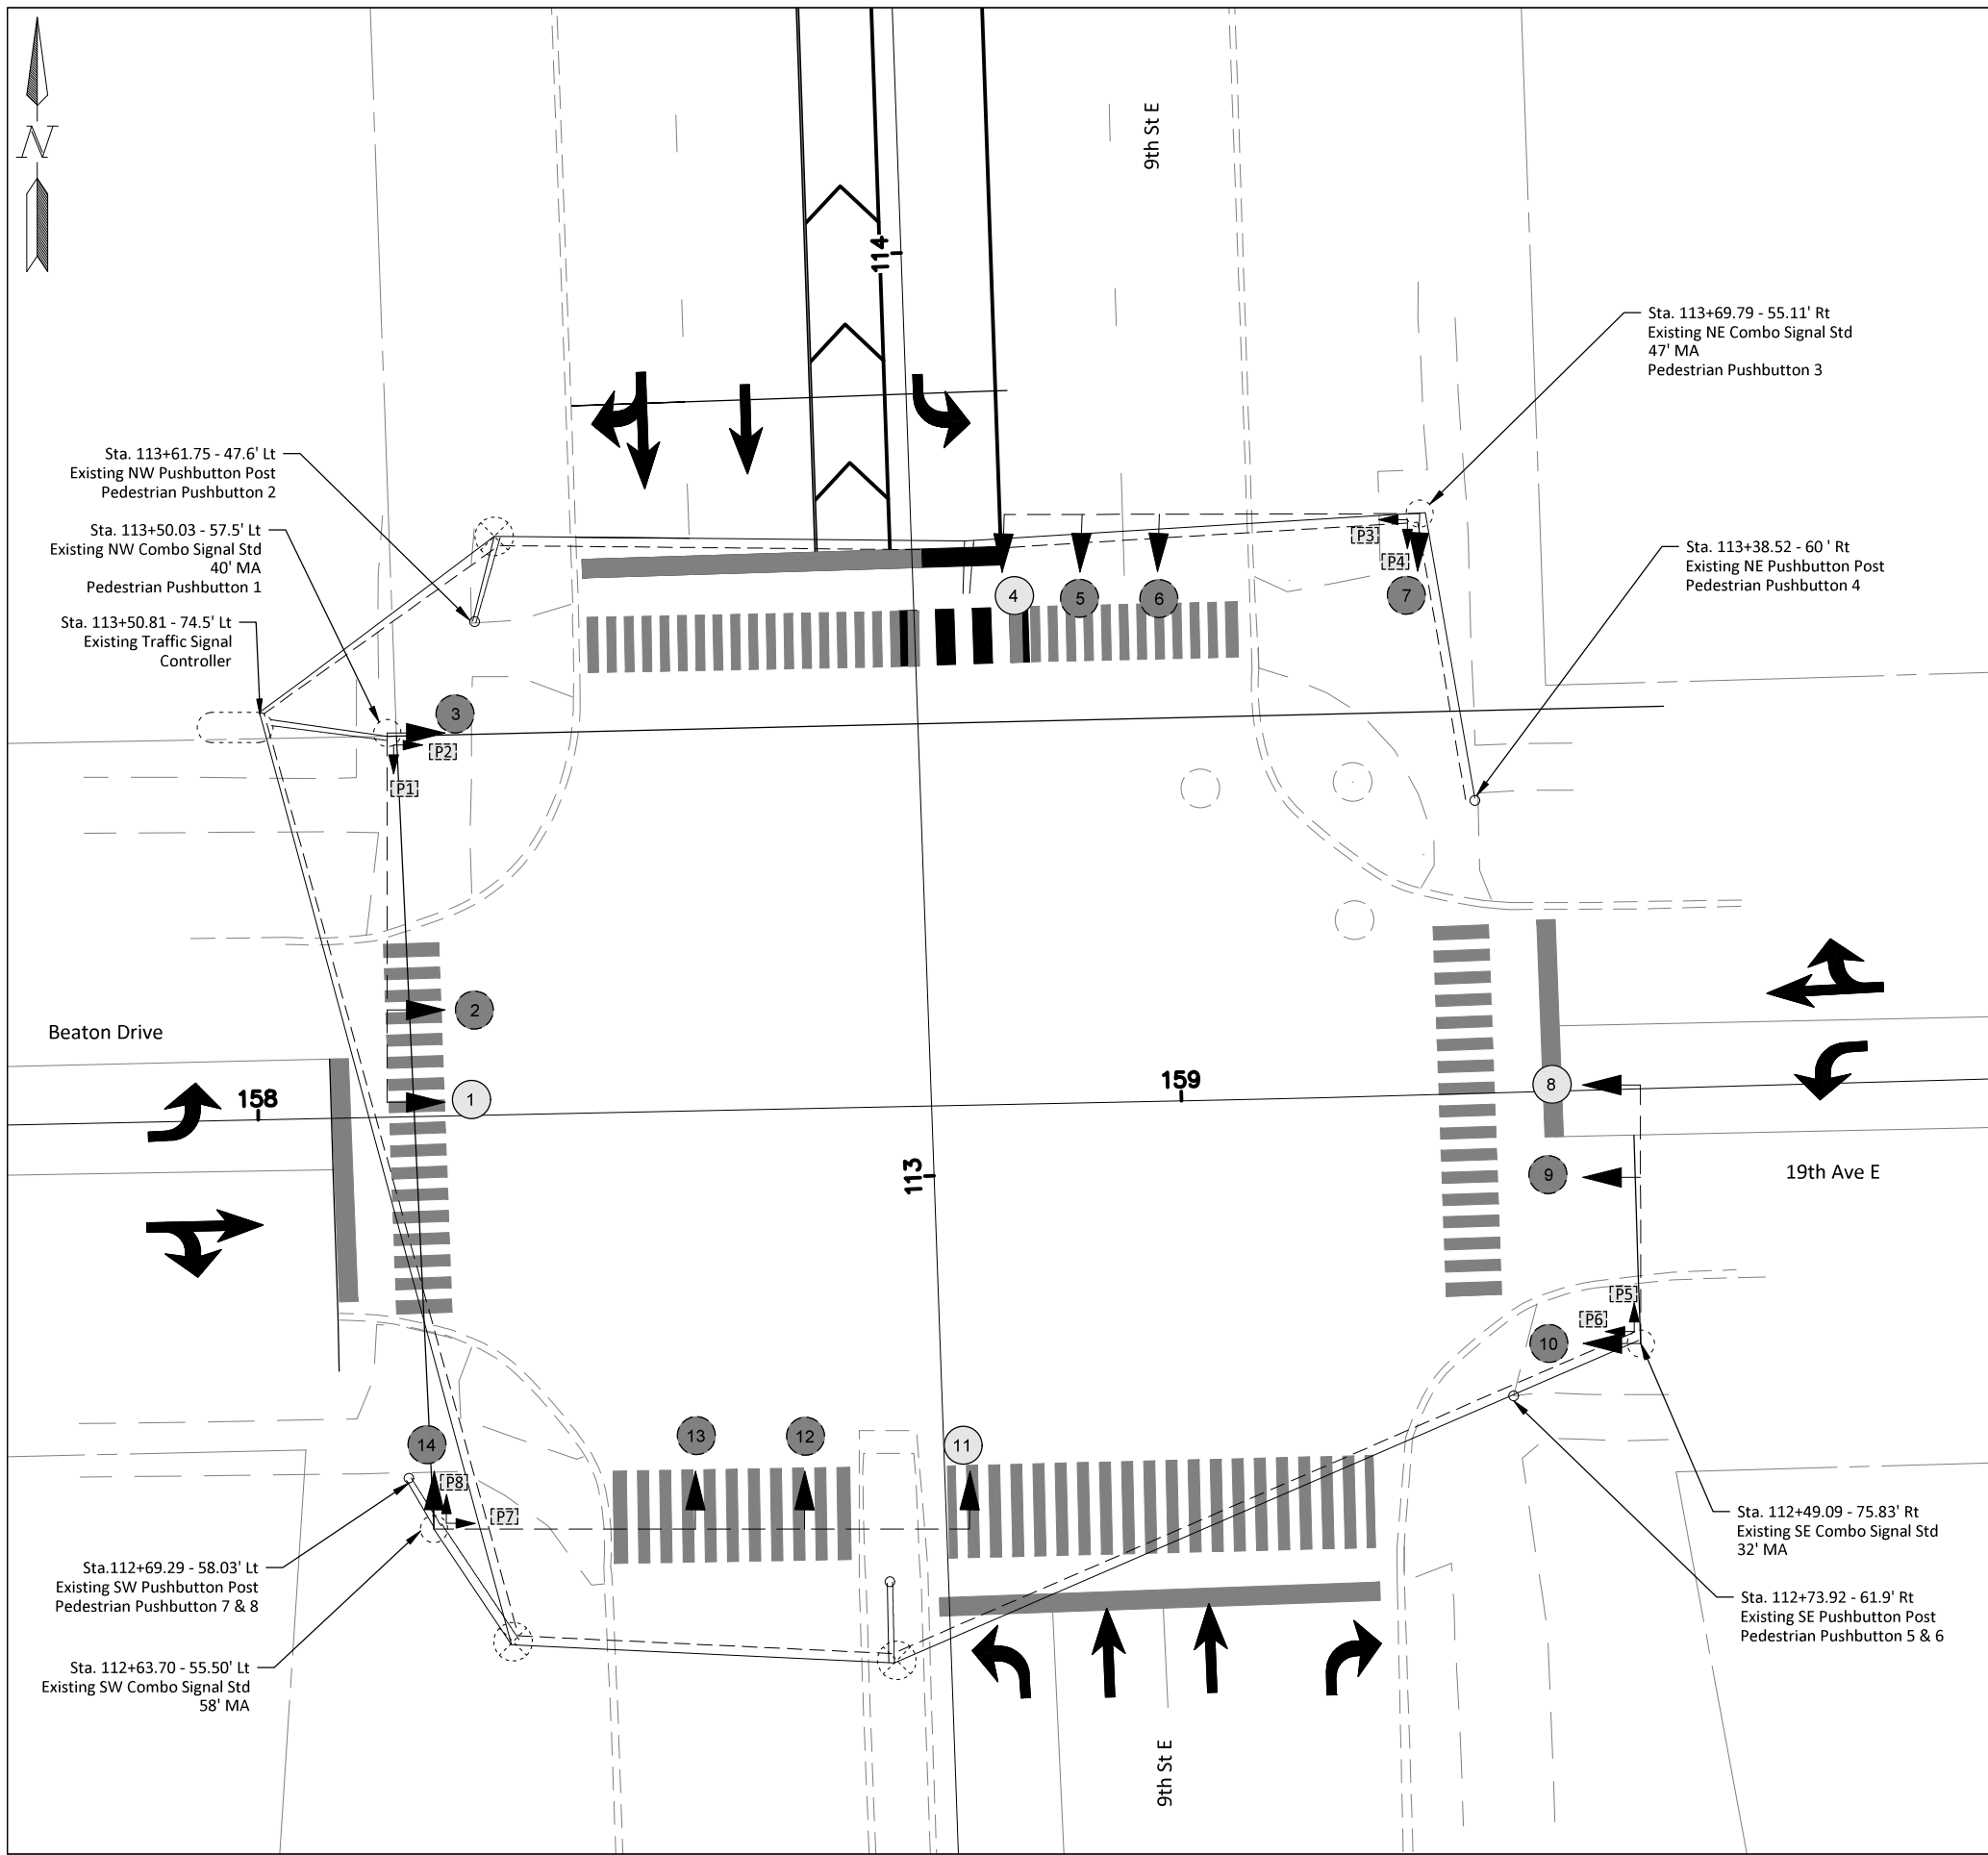 N
9th St E
114
Sta. 113+69.79 - 55.11' Rt
Existing NE Combo Signal Std
47' MA
Pedestrian Pushbutton 3
Sta. 113+61.75 - 47.6' Lt
Existing NW Pushbutton Post
Pedestrian Pushbutton 2
Sta. 113+50.03 - 57.5' Lt
Existing NW Combo Signal Std
40' MA
Pedestrian Pushbutton 1
Sta. 113+50.81 - 74.5' Lt
Existing Traffic Signal
Controller
P3
P4
Sta. 113+38.52 - 60 ' Rt
Existing NE Pushbutton Post
Pedestrian Pushbutton 4
4
5
6
7
3
P2
P1
2
Beaton Drive
158
1
159
8
113
9
19th Ave E
P5
P6
10
14
13
12
11
P8
P7
Sta. 112+49.09 - 75.83' Rt
Existing SE Combo Signal Std
32' MA
Sta.112+69.29 - 58.03' Lt
Existing SW Pushbutton Post
Pedestrian Pushbutton 7 & 8
Sta. 112+73.92 - 61.9' Rt
Existing SE Pushbutton Post
Pedestrian Pushbutton 5 & 6
Sta. 112+63.70 - 55.50' Lt
Existing SW Combo Signal Std
58' MA
9th St E